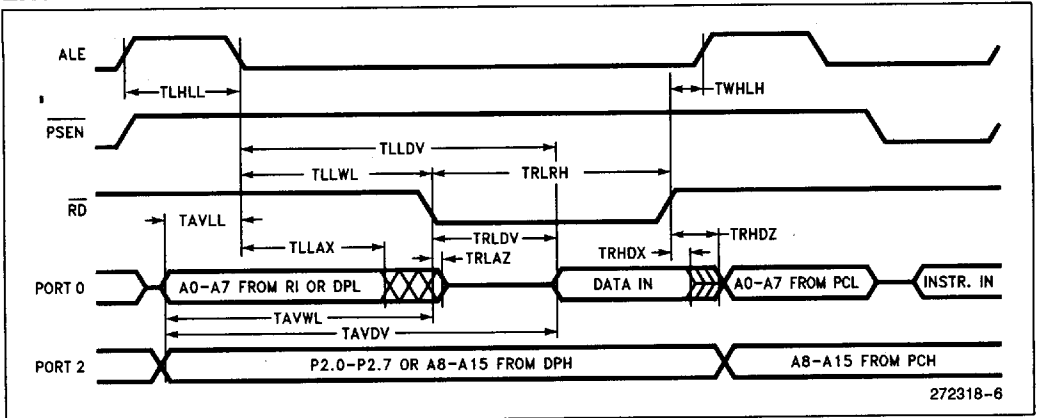 ALE
TLHLL
TWHLH
PSEN
TLLDV
TLLWL
TRLRH
RD
TAVLL
TRLDV
TRHDZ
TLLAX
TRLAZ
TRHDX
PORT 0
A0-A7 FROM RI OR DPL
DATA IN
A0-A7 FROM PCL
INSTR. IN
TAVWL
TAVDV
PORT 2
P2.0-P2.7 OR A8-A15 FROM DPH
A8-A15 FROM PCH
272318-6